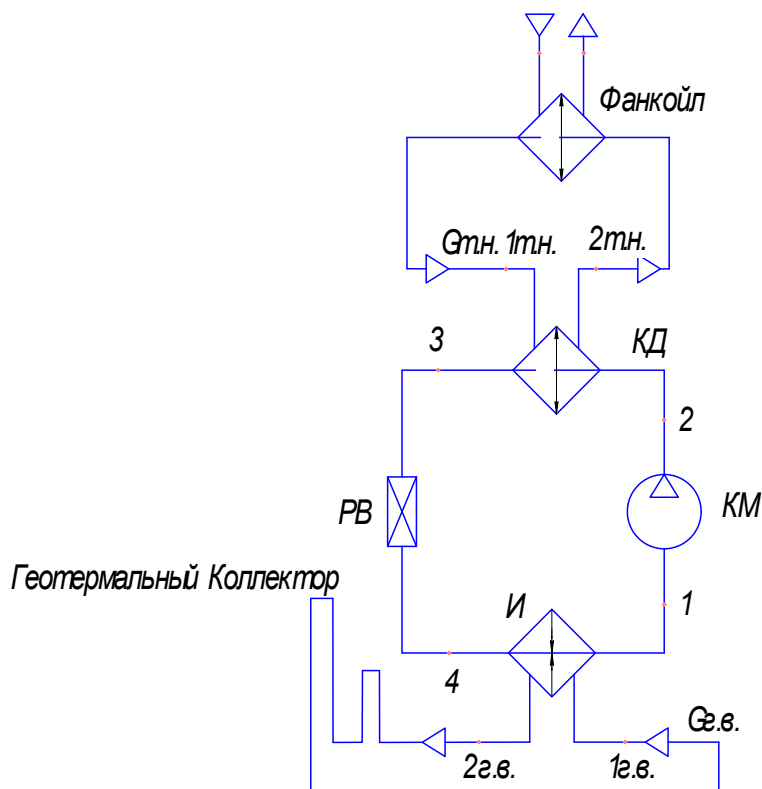 Фанкойл
Gт.н. 1т.н.
2т.н.
3
КД
2
РВ
КМ
Геотермальный Коллектор
И
1
4
Gг.в.
2г.в.
1г.в.